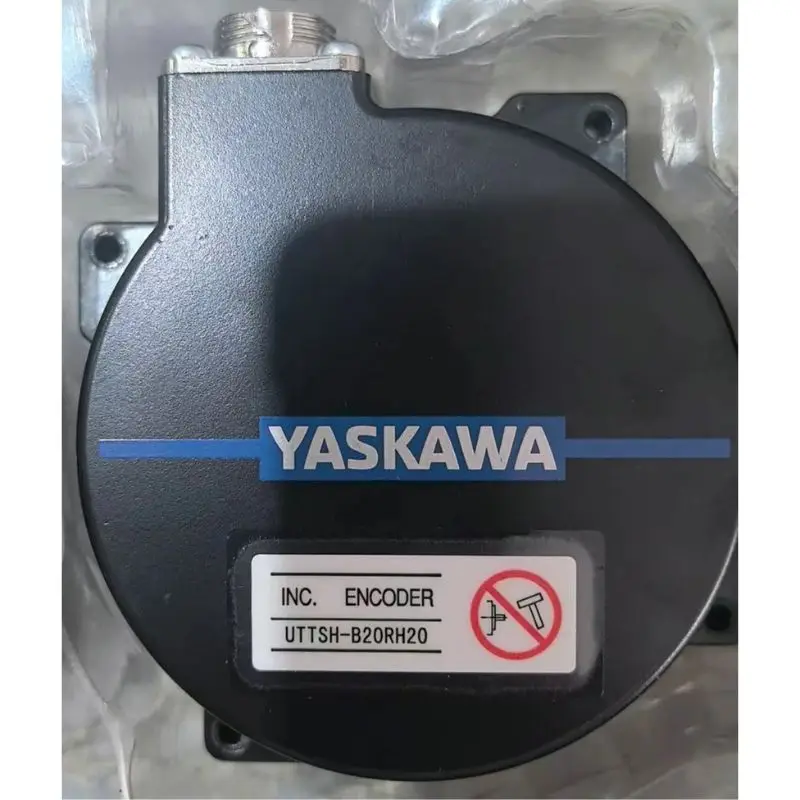 YASKAWA
INC. ENCODER
UTTSH-B20RH20